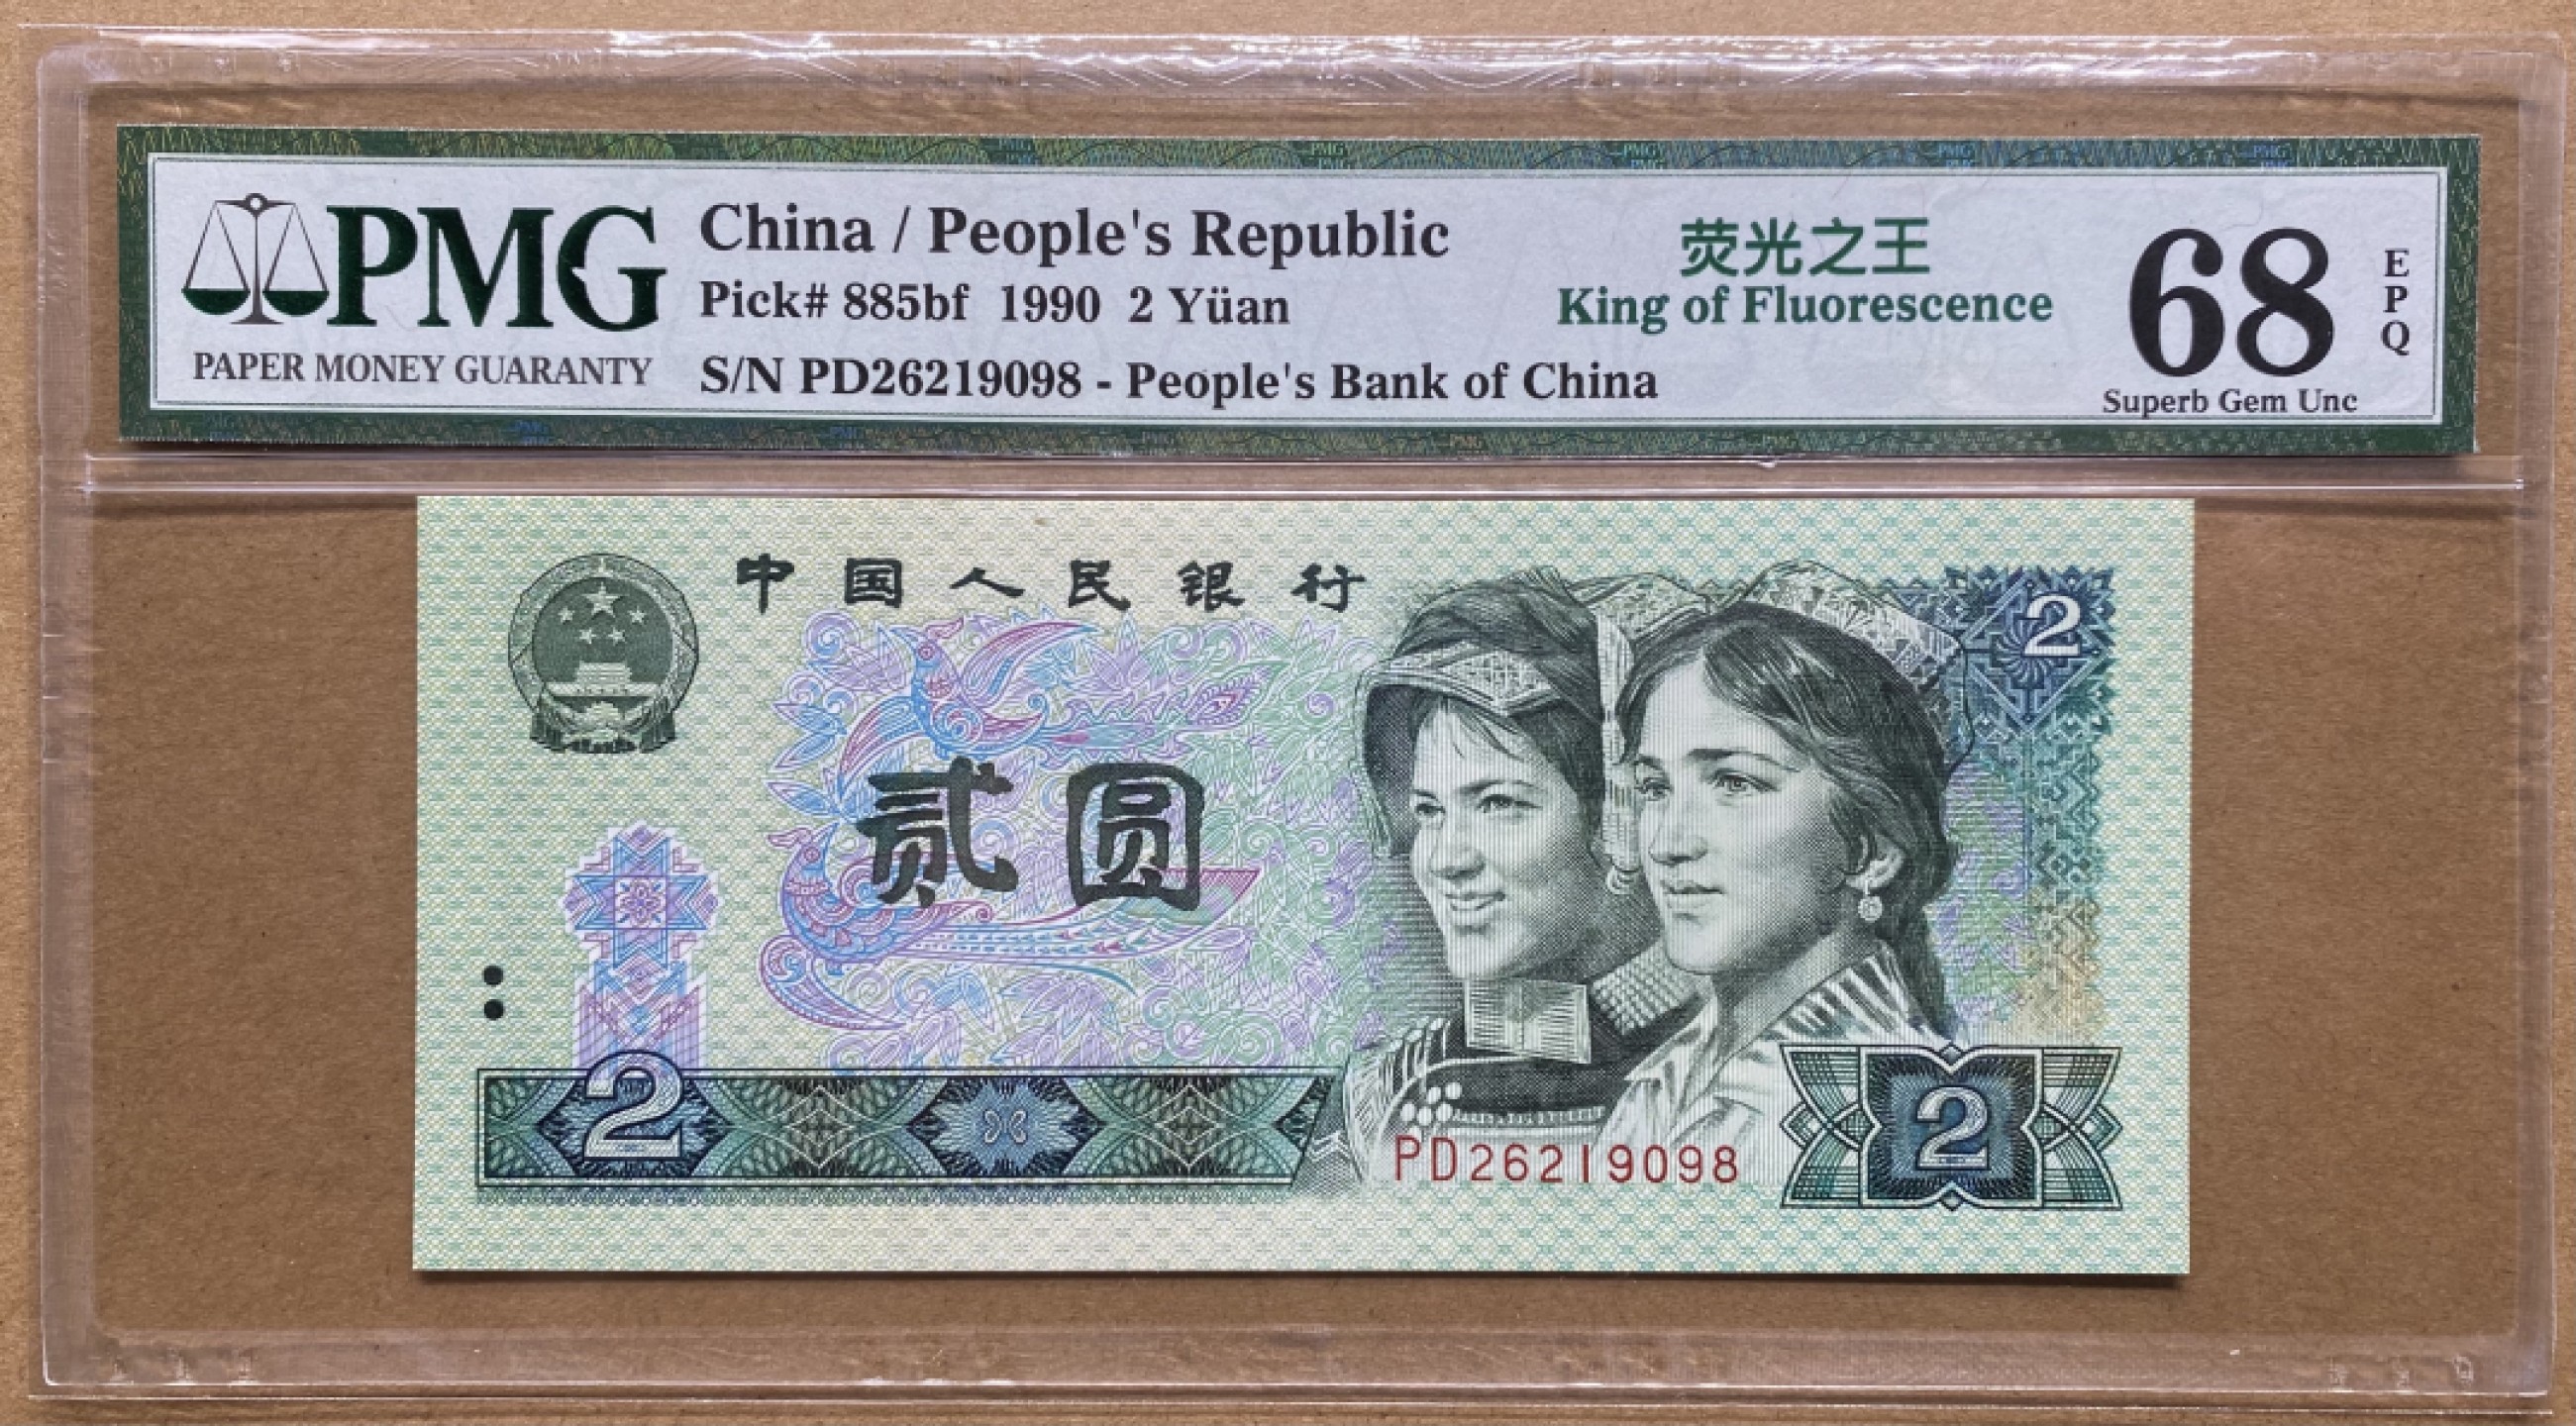 PMG
PAPER MONEY GUARANTY
China / People's Republic
Pick# 885bf 1990 2 Yüan
S/N PD26219098 - People's Bank of China
荧光之王
King of Fluorescence
68
EPQ
Superb Gem Unc
中国人民银行
2
贰圆
2
PD26219098
2